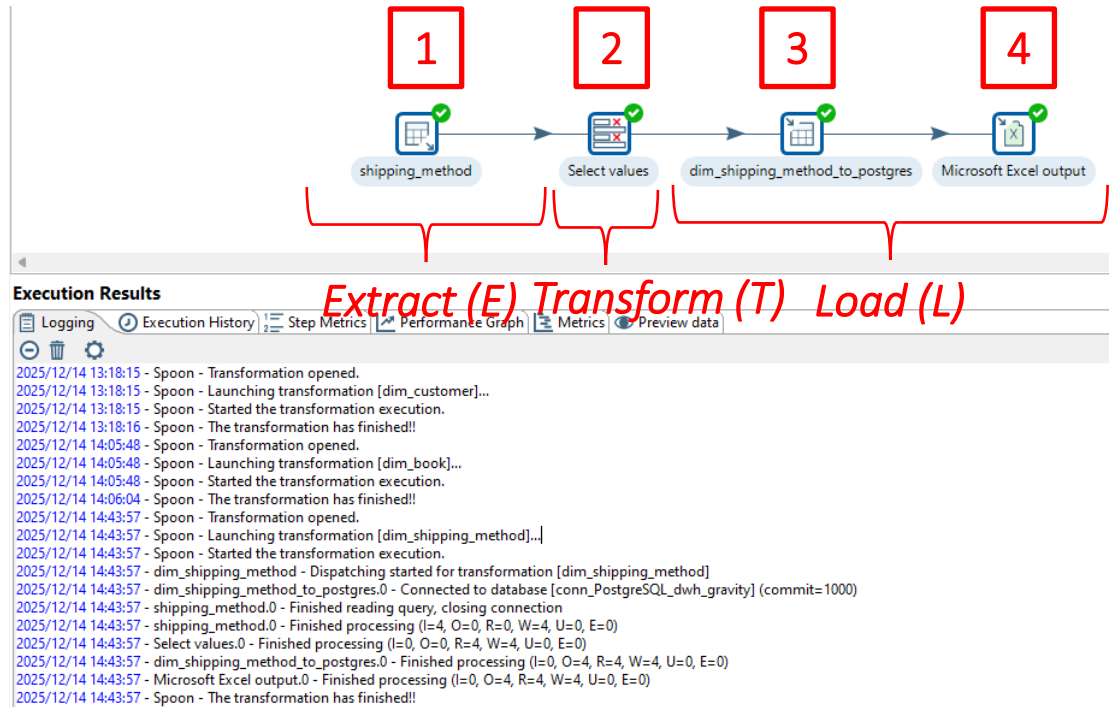 1 2 3 4
shipping_method Select values dim_shipping_method_to_postgres Microsoft Excel output
Extract (E) Transform (T) Load (L)
Execution Results
Logging Execution History Step Metrics Performance Graph Metrics Preview data
2025/12/14 13:18:15 - Spoon - Transformation opened.
2025/12/14 13:18:15 - Spoon - Launching transformation [dim_customer]...
2025/12/14 13:18:15 - Spoon - Started the transformation execution.
2025/12/14 13:18:16 - Spoon - The transformation has finished!!
2025/12/14 14:05:48 - Spoon - Transformation opened.
2025/12/14 14:05:48 - Spoon - Launching transformation [dim_book]...
2025/12/14 14:05:48 - Spoon - Started the transformation execution.
2025/12/14 14:06:04 - Spoon - The transformation has finished!!
2025/12/14 14:43:57 - Spoon - Transformation opened.
2025/12/14 14:43:57 - Spoon - Launching transformation [dim_shipping_method]...
2025/12/14 14:43:57 - Spoon - Started the transformation execution.
2025/12/14 14:43:57 - dim_shipping_method - Dispatching started for transformation [dim_shipping_method]
2025/12/14 14:43:57 - dim_shipping_method_to_postgres.0 - Connected to database [conn_PostgreSQL_dwh_gravity] (commit=1000)
2025/12/14 14:43:57 - shipping_method.0 - Finished reading query, closing connection
2025/12/14 14:43:57 - shipping_method.0 - Finished processing (I=4, O=0, R=0, W=4, U=0, E=0)
2025/12/14 14:43:57 - Select values.0 - Finished processing (I=0, O=0, R=4, W=4, U=0, E=0)
2025/12/14 14:43:57 - dim_shipping_method_to_postgres.0 - Finished processing (I=0, O=4, R=4, W=4, U=0, E=0)
2025/12/14 14:43:57 - Microsoft Excel output.0 - Finished processing (I=0, O=4, R=4, W=4, U=0, E=0)
2025/12/14 14:43:57 - Spoon - The transformation has finished!!